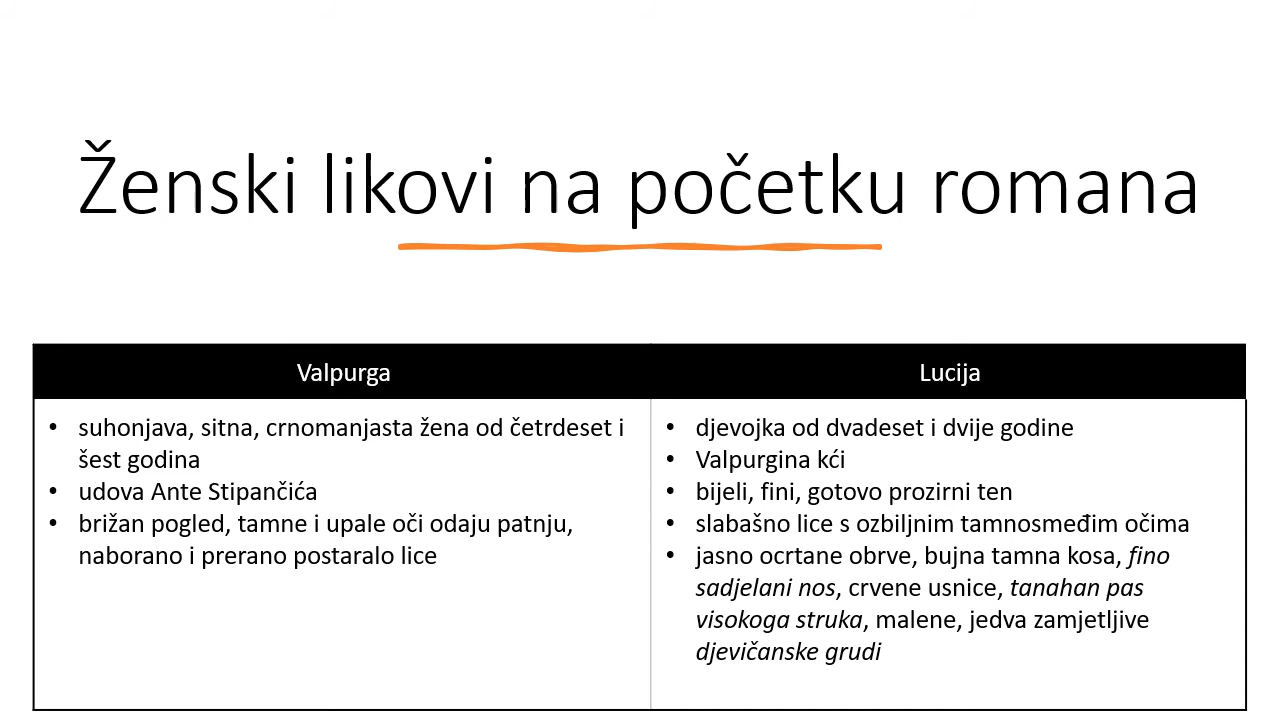 Ženski likovi na početku romana
Valpurga
Lucija
• suhonjava, sitna, crnomanjasta žena od četrdeset i
šest godina
• udova Ante Stipančića
• brižan pogled, tamne i upale oči odaju patnju,
naborano i prerano postaralo lice
• djevojka od dvadeset i dvije godine
• Valpurgina kći
• bijeli, fini, gotovo prozirni ten
• slabašno lice s ozbiljnim tamnosmeđim očima
• jasno ocrtane obrve, bujna tamna kosa, fino
sadjelani nos, crvene usnice, tanahan pas
visokoga struka, malene, jedva zamjetljive
djevičanske grudi